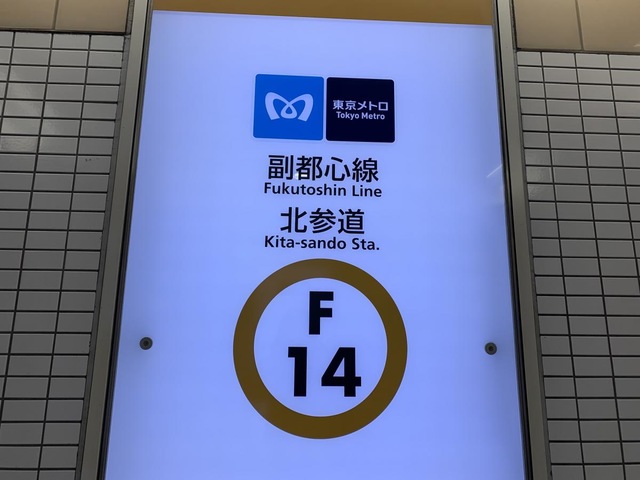 東京メトロ
Tokyo Metro
副都心線
Fukutoshin Line
北参道
Kita-sando Sta.
F
14